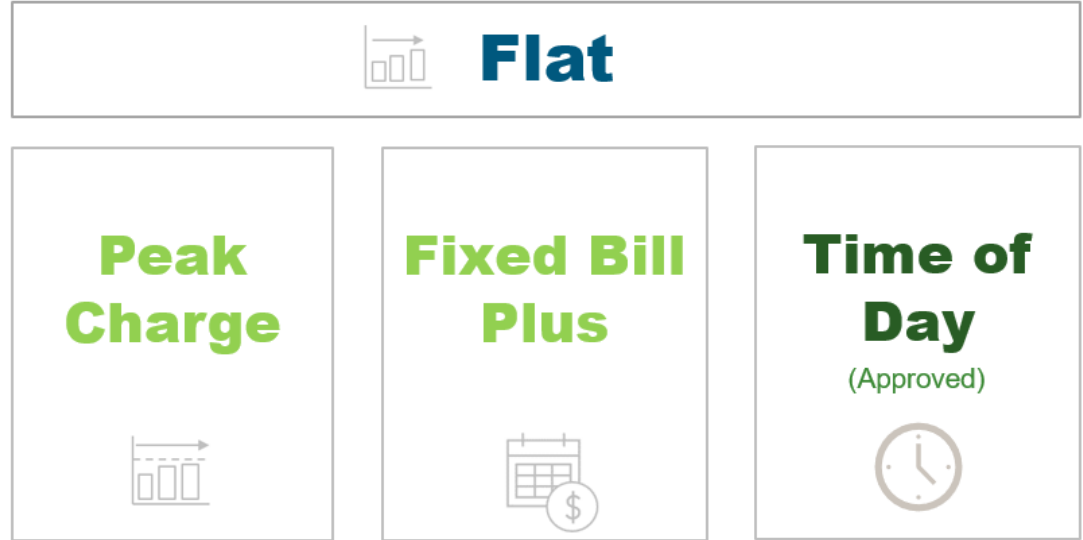 Flat
Peak
Charge
Fixed Bill
Plus
$
Time of
Day
(Approved)